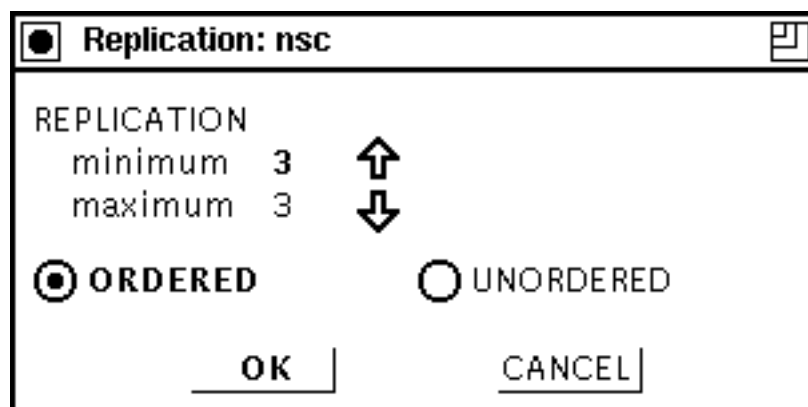 Replication: nsc
REPLICATION
minimum 3
maximum 3
ORDERED UNORDERED
OK CANCEL